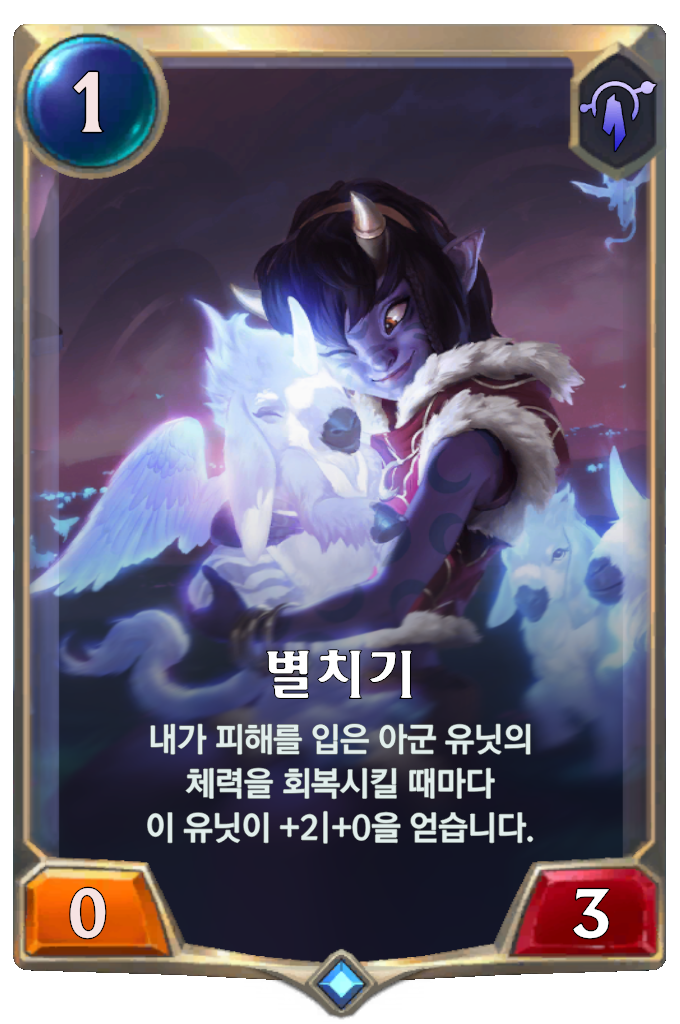 1
별치기
내가 피해를 입은 아군 유닛의
체력을 회복시킬 때마다
이 유닛이 +2|+0을 얻습니다.
0
3